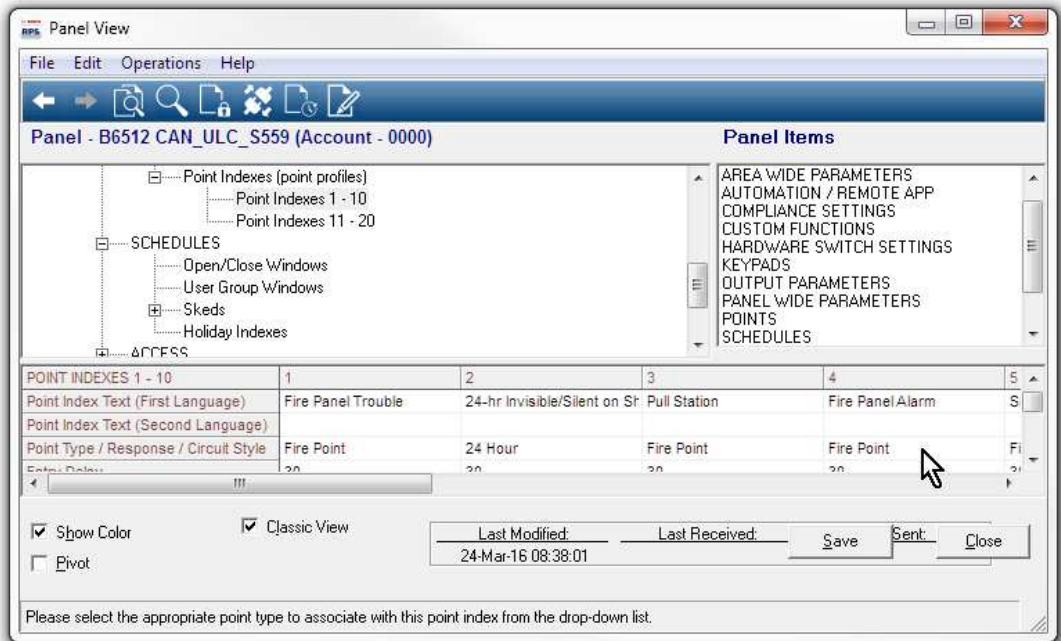 RPS Panel View
File Edit Operations Help
Panel - B6512 CAN_ULC_S559 (Account - 0000)
Panel Items
Point Indexes (point profiles)
Point Indexes 1 - 10
Point Indexes 11 - 20
SCHEDULES
Open/Close Windows
User Group Windows
Skeds
Holiday Indexes
ACCESS
AREA WIDE PARAMETERS
AUTOMATION / REMOTE APP
COMPLIANCE SETTINGS
CUSTOM FUNCTIONS
HARDWARE SWITCH SETTINGS
KEYPADS
OUTPUT PARAMETERS
PANEL WIDE PARAMETERS
POINTS
SCHEDULES
POINT INDEXES 1 - 10 1 2 3 4 5
Point Index Text (First Language) Fire Panel Trouble 24-hr Invisible/Silent on Sh Pull Station Fire Panel Alarm S
Point Index Text (Second Language)
Point Type / Response / Circuit Style Fire Point 24 Hour Fire Point Fire Point Fi
Entry Delay 30 30 30 30 30
Show Color
Classic View
Last Modified: Last Received: Save Sent: Close
24-Mar-16 08:38:01
Pivot
Please select the appropriate point type to associate with this point index from the drop-down list.